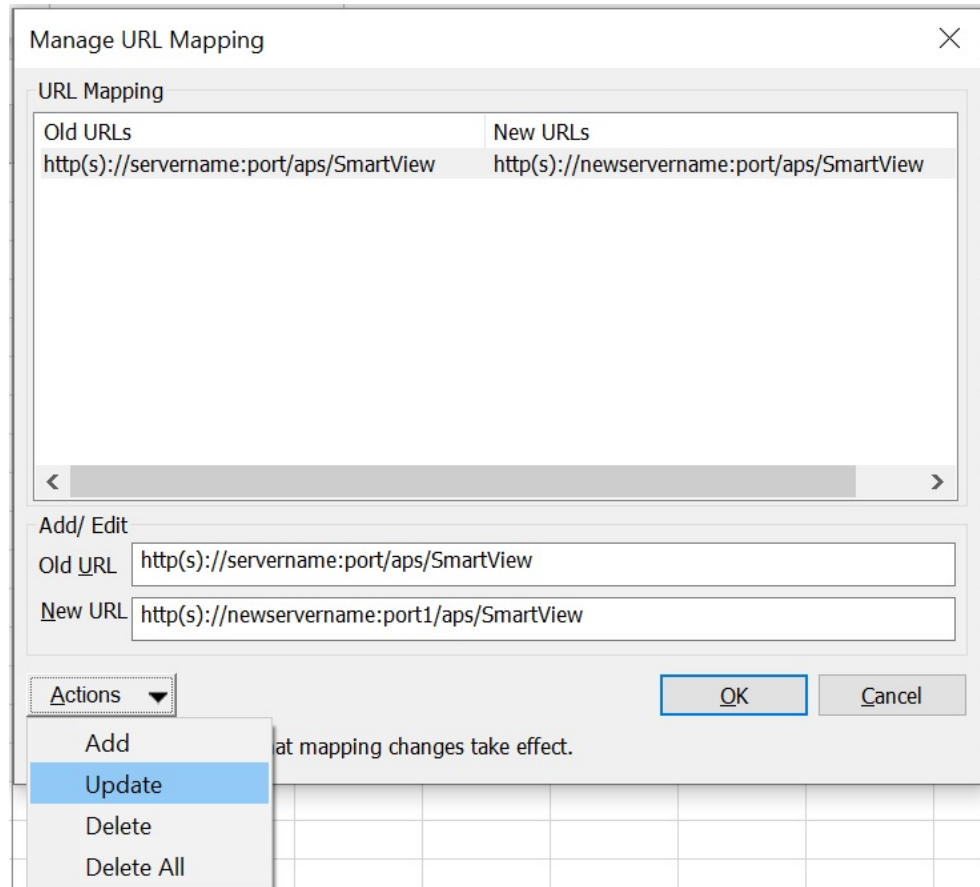 Manage URL Mapping
URL Mapping
Old URLs New URLs
http(s)://servername:port/aps/SmartView http(s)://newservername:port/aps/SmartView
Add/ Edit
Old URL http(s)://servername:port/aps/SmartView
New URL http(s)://newservername:port1/aps/SmartView
Actions OK Cancel
Add
at mapping changes take effect.
Update
Delete
Delete All